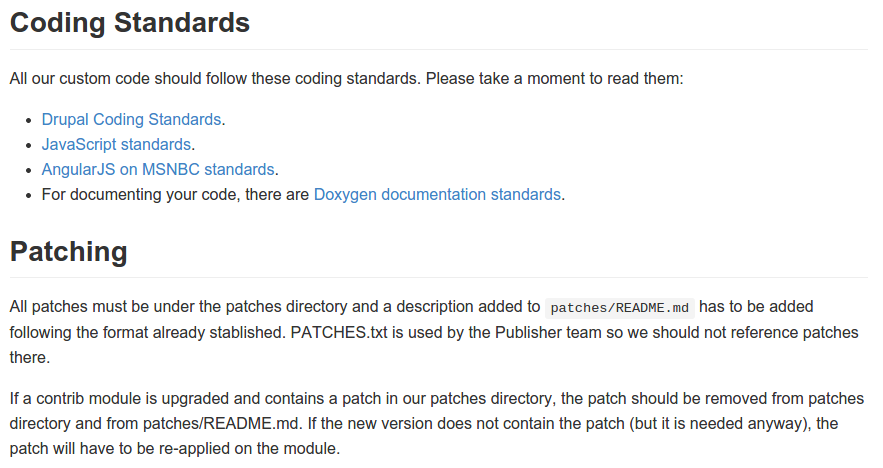 Coding Standards
All our custom code should follow these coding standards. Please take a moment to read them:
• Drupal Coding Standards.
• JavaScript standards.
• AngularJS on MSNBC standards.
• For documenting your code, there are Doxygen documentation standards.
Patching
All patches must be under the patches directory and a description added to patches/README.md has to be added
following the format already stablished. PATCHES.txt is used by the Publisher team so we should not reference patches
there.
If a contrib module is upgraded and contains a patch in our patches directory, the patch should be removed from patches
directory and from patches/README.md. If the new version does not contain the patch (but it is needed anyway), the
patch will have to be re-applied on the module.